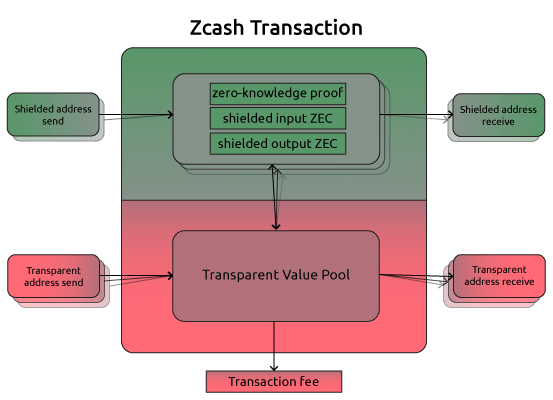 Zcash Transaction
Shielded address
send
zero-knowledge proof
shielded input ZEC
shielded output ZEC
Shielded address
receive
Transparent
address send
Transparent Value Pool
Transparent
address receive
Transaction fee